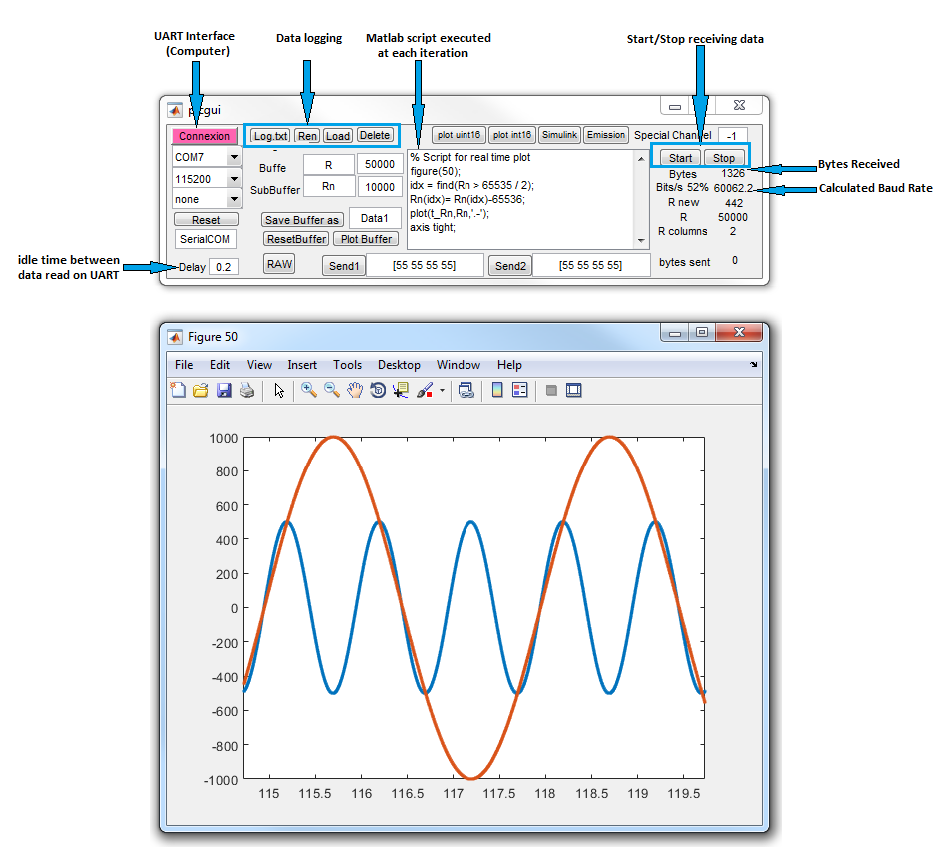 UART Interface
(Computer)
Data logging
Matlab script executed
at each iteration
Start/Stop receiving data
Connexion
Log.txt
Ren
Load
Delete
plot uint16
plot int16
Simulink
Emission
Special Channel
-1
COM7
115200
none
Reset
SerialCOM
Delay
0.2
Buffe
R
50000
SubBuffer
Rn
10000
Save Buffer as
Data1
ResetBuffer
Plot Buffer
RAW
Send1
[55 55 55 55]
Send2
[55 55 55 55]
% Script for real time plot
figure(50);
idx = find(Rn > 65535 / 2);
Rn(idx)= Rn(idx)-65536;
plot(t_Rn,Rn,'.-');
axis tight;
Start
Stop
Bytes 1326
Bits/s 52% 60062.2
R new 442
R 50000
R columns 2
bytes sent 0
Bytes Received
Calculated Baud Rate
idle time between
data read on UART
Figure 50
File Edit View Insert Tools Desktop Window Help
1000
800
600
400
200
0
-200
-400
-600
-800
-1000
115 115.5 116 116.5 117 117.5 118 118.5 119 119.5